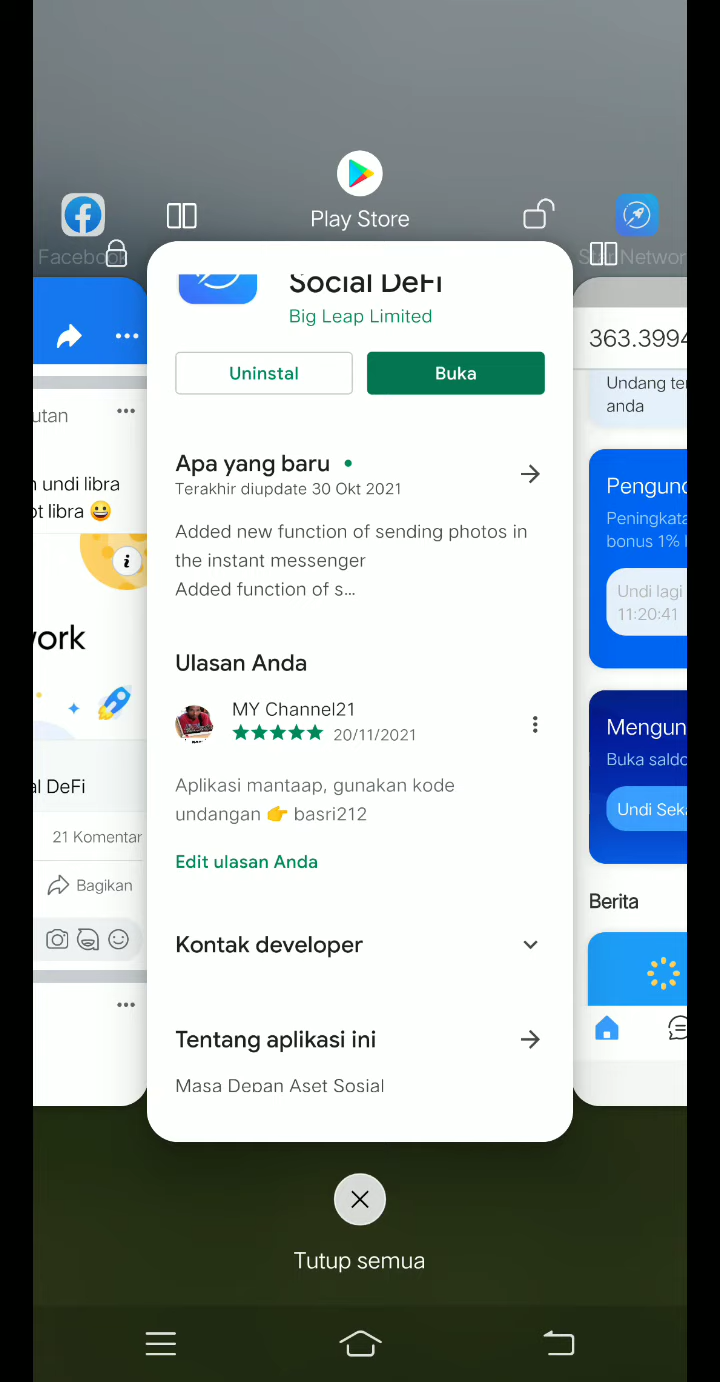 Play Store
Facebook
Social DeFi
Big Leap Limited
Uninstal
Buka
Apa yang baru
Terakhir diupdate 30 Okt 2021
Added new function of sending photos in
the instant messenger
Added function of s...
Ulasan Anda
MY Channel21
20/11/2021
Aplikasi mantaap, gunakan kode
undangan 👉 basri212
Edit ulasan Anda
Kontak developer
Tentang aplikasi ini
Masa Depan Aset Sosial
utan
undi libra
ot libra 😀
work
al DeFi
21 Komentar
Bagikan
Networ
363.3994
Undang te
anda
Pengund
Peningkata
bonus 1%
Undi lagi
11:20:41
Mengun
Buka saldo
Undi Seka
Berita
Tutup semua